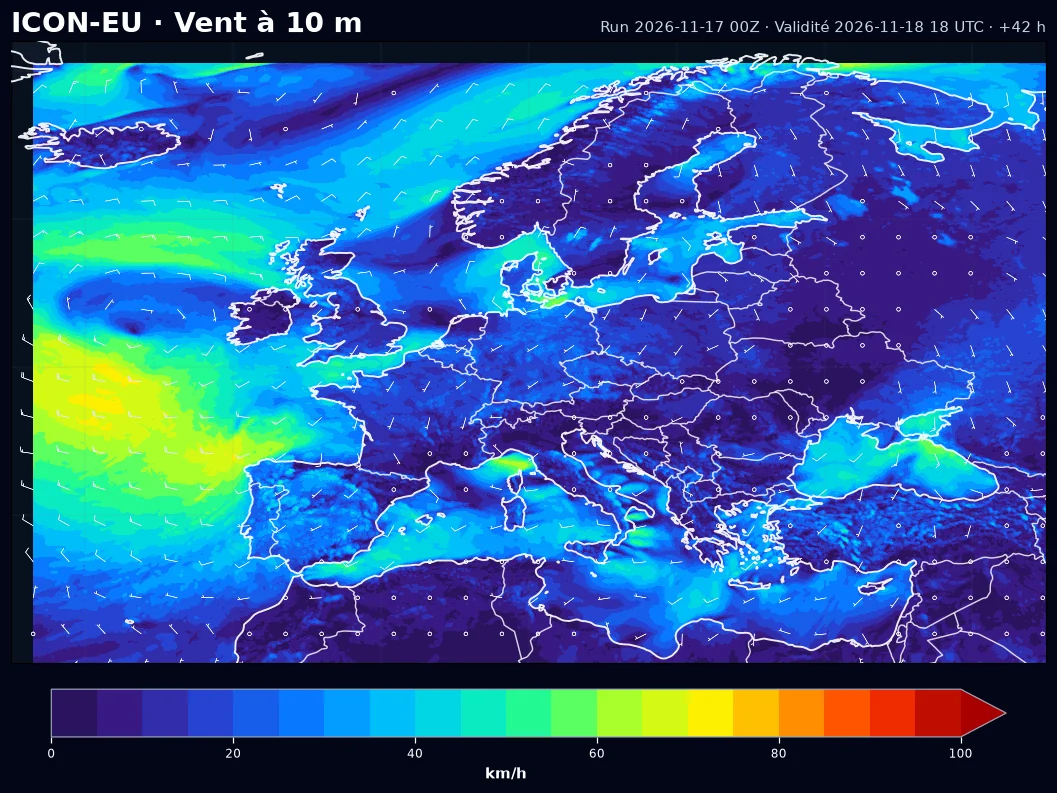 ICON-EU · Vent à 10 m
Run 2026-11-17 00Z · Validité 2026-11-18 18 UTC · +42 h
0 20 40 60 80 100
km/h